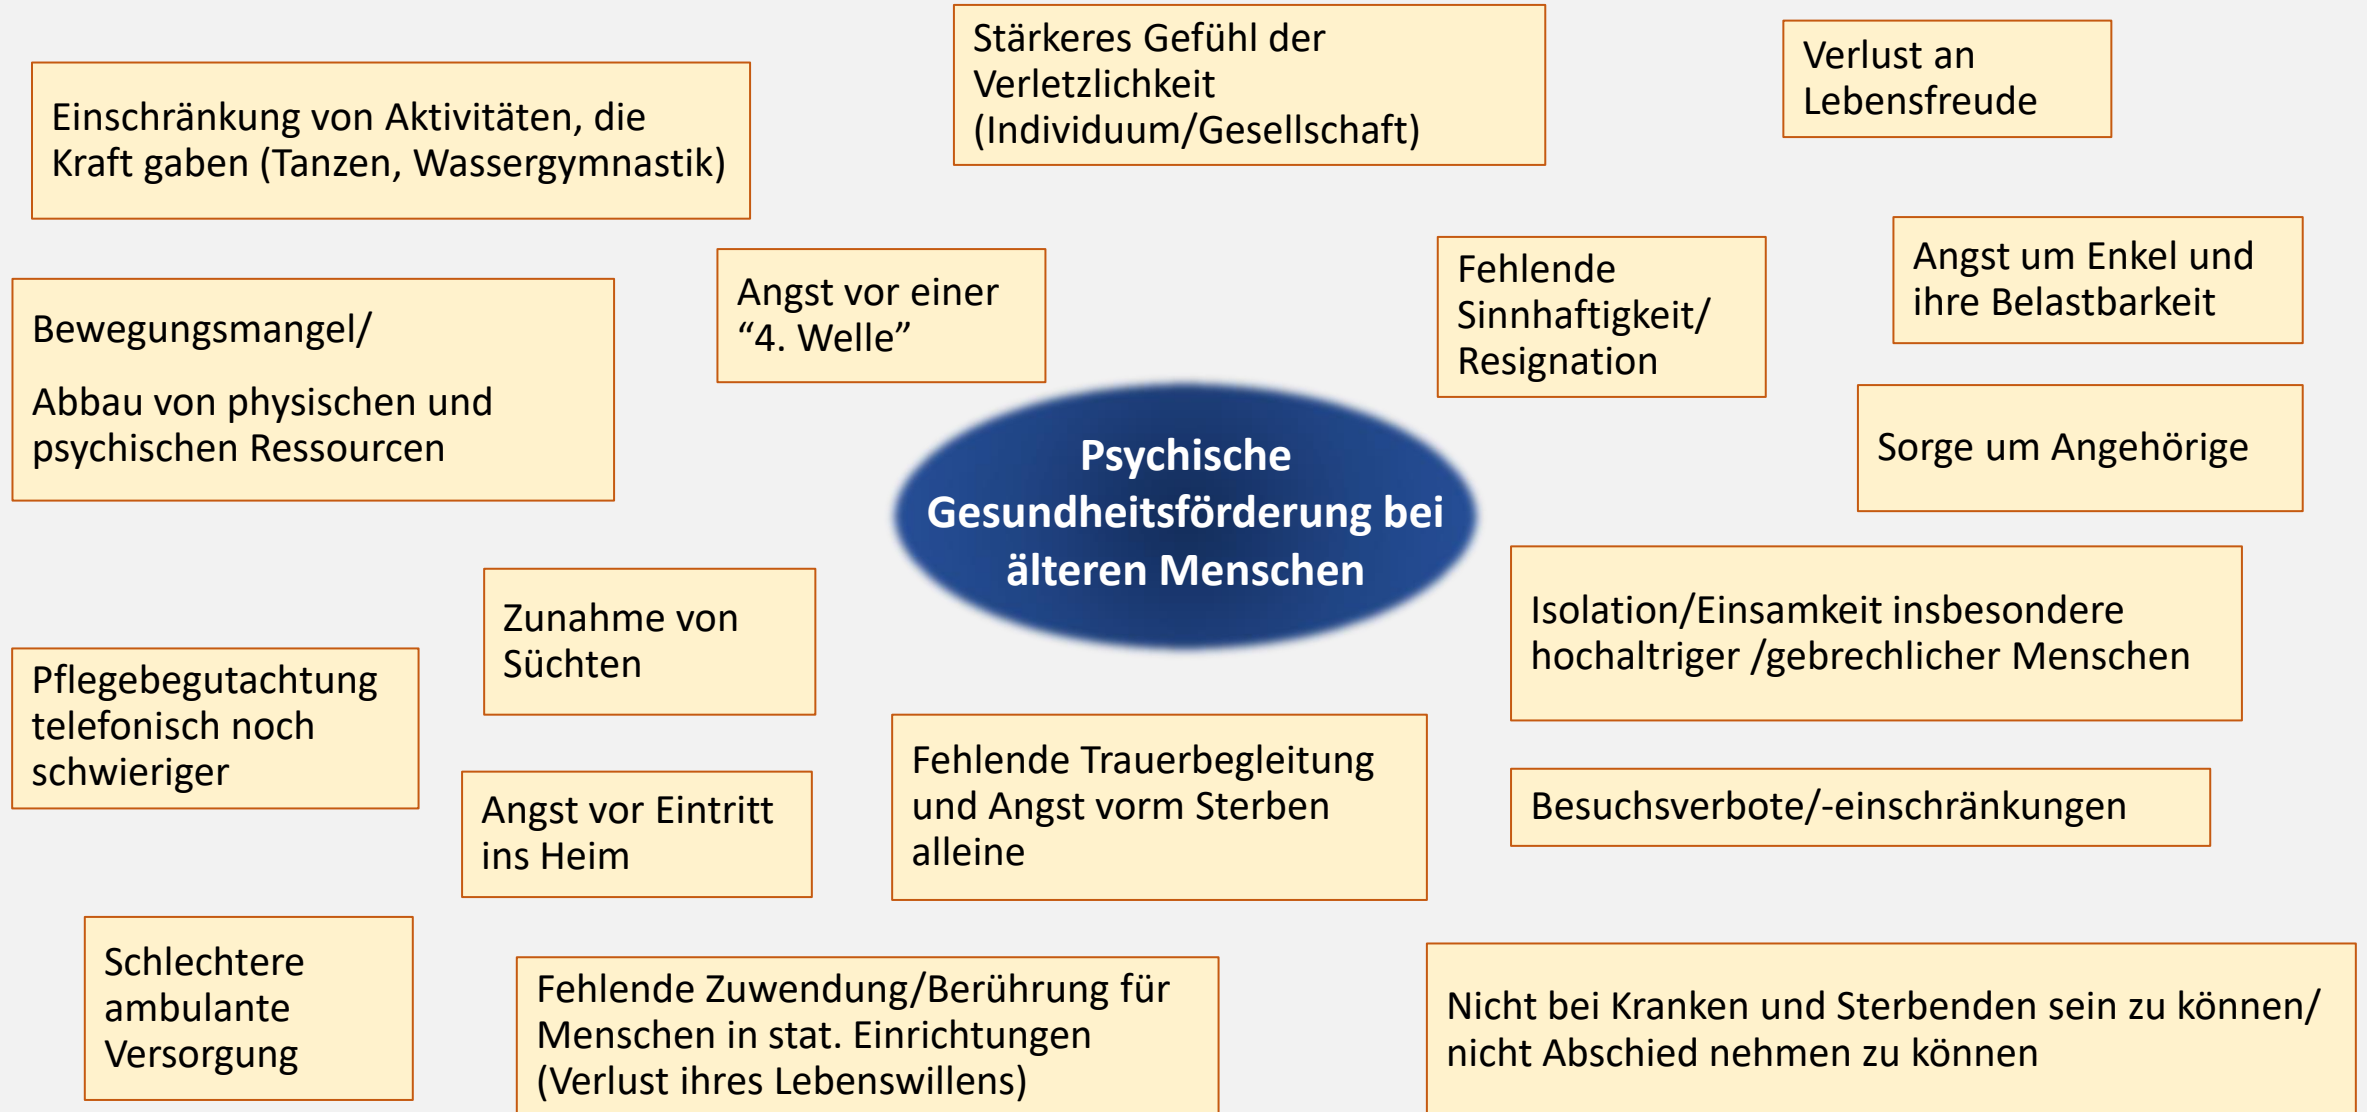 Stärkeres Gefühl der
Verletzlichkeit
(Individuum/Gesellschaft)
Verlust an
Lebensfreude
Einschränkung von Aktivitäten, die
Kraft gaben (Tanzen, Wassergymnastik)
Angst vor einer
“4. Welle”
Fehlende
Sinnhaftigkeit/
Resignation
Angst um Enkel und
ihre Belastbarkeit
Bewegungsmangel/
Abbau von physischen und
psychischen Ressourcen
Sorge um Angehörige
Psychische
Gesundheitsförderung bei
älteren Menschen
Zunahme von
Süchten
Isolation/Einsamkeit insbesondere
hochaltriger /gebrechlicher Menschen
Pflegebegutachtung
telefonisch noch
schwieriger
Fehlende Trauerbegleitung
und Angst vorm Sterben
alleine
Angst vor Eintritt
ins Heim
Besuchsverbote/-einschränkungen
Schlechtere
ambulante
Versorgung
Fehlende Zuwendung/Berührung für
Menschen in stat. Einrichtungen
(Verlust ihres Lebenswillens)
Nicht bei Kranken und Sterbenden sein zu können/
nicht Abschied nehmen zu können